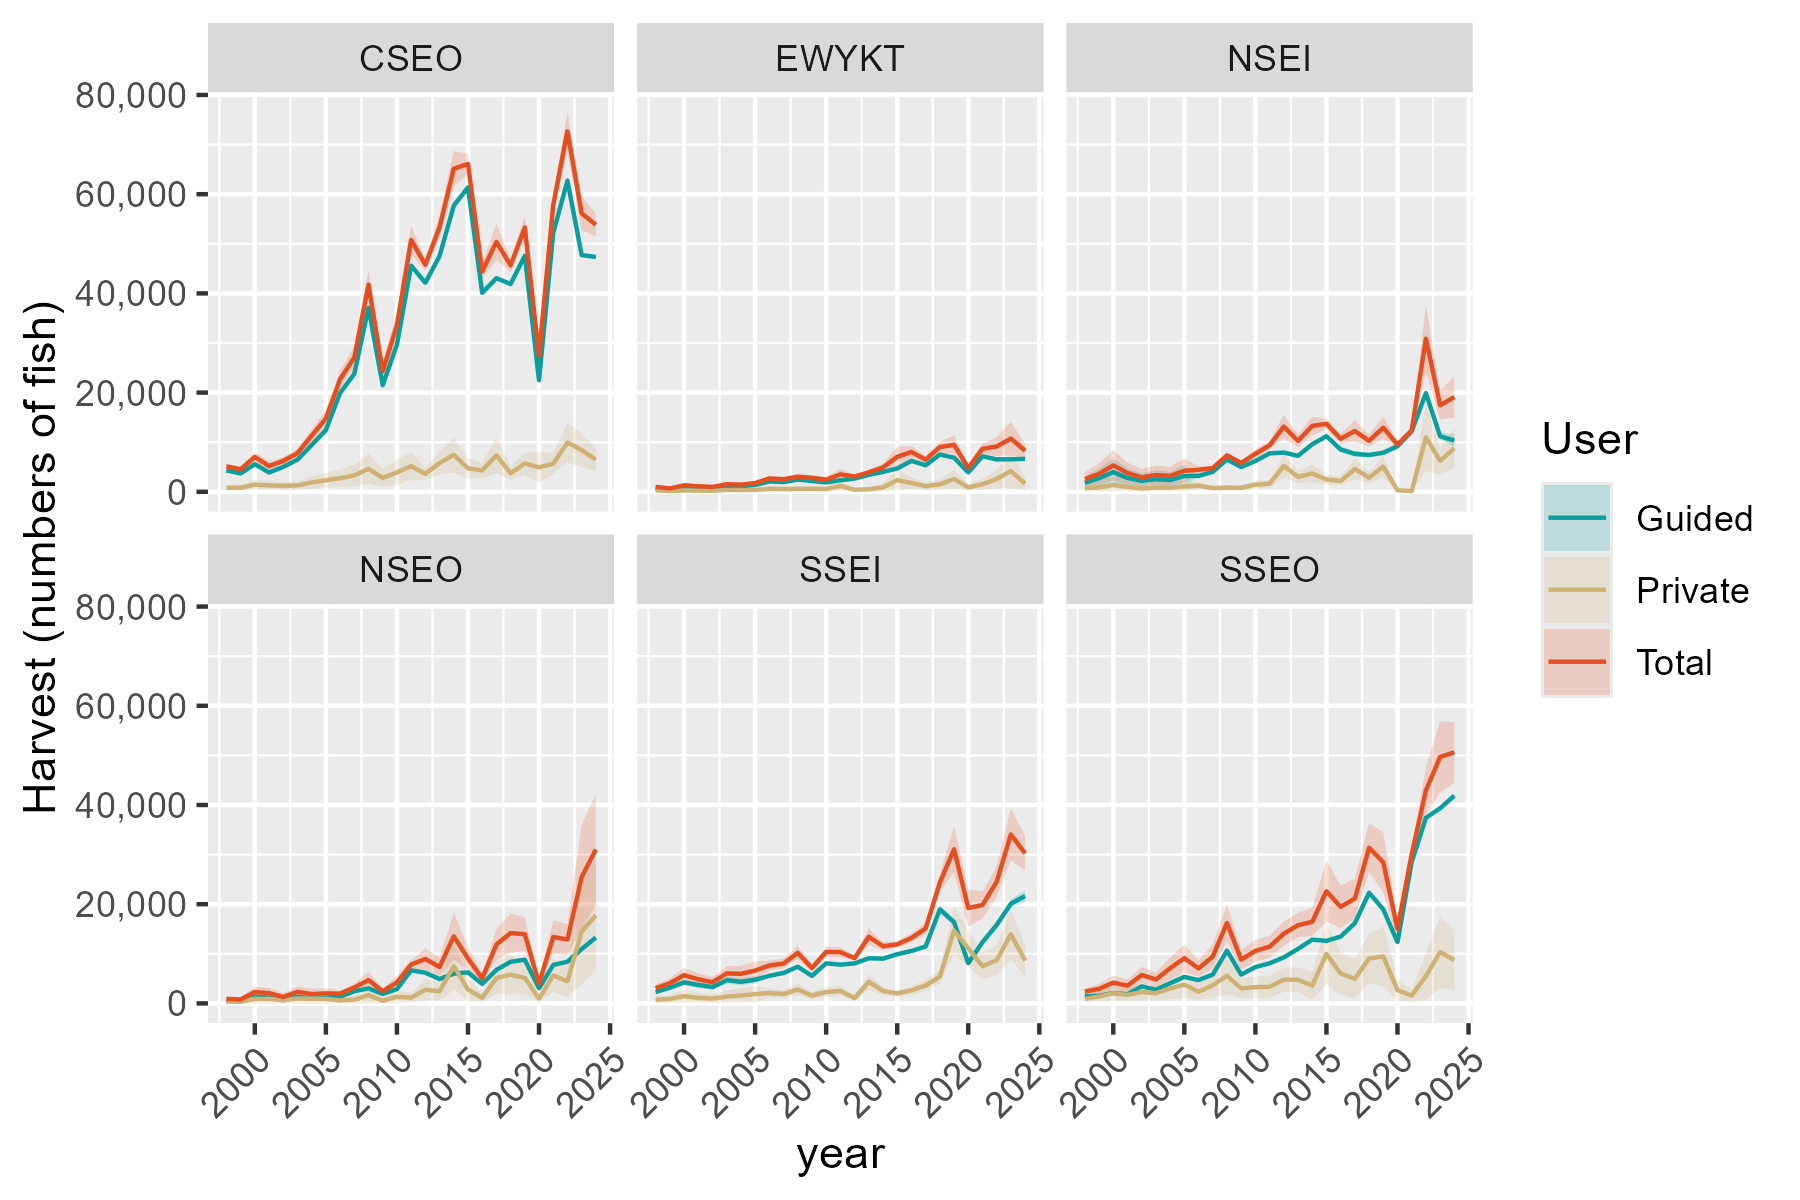 CSEO EWYKT NSEI
80,000
60,000
40,000
20,000
0
NSEO SSEI SSEO
80,000
60,000
40,000
20,000
0
2000 2005 2010 2015 2020 2025 2000 2005 2010 2015 2020 2025 2000 2005 2010 2015 2020 2025
year
Harvest (numbers of fish)
User
Guided
Private
Total